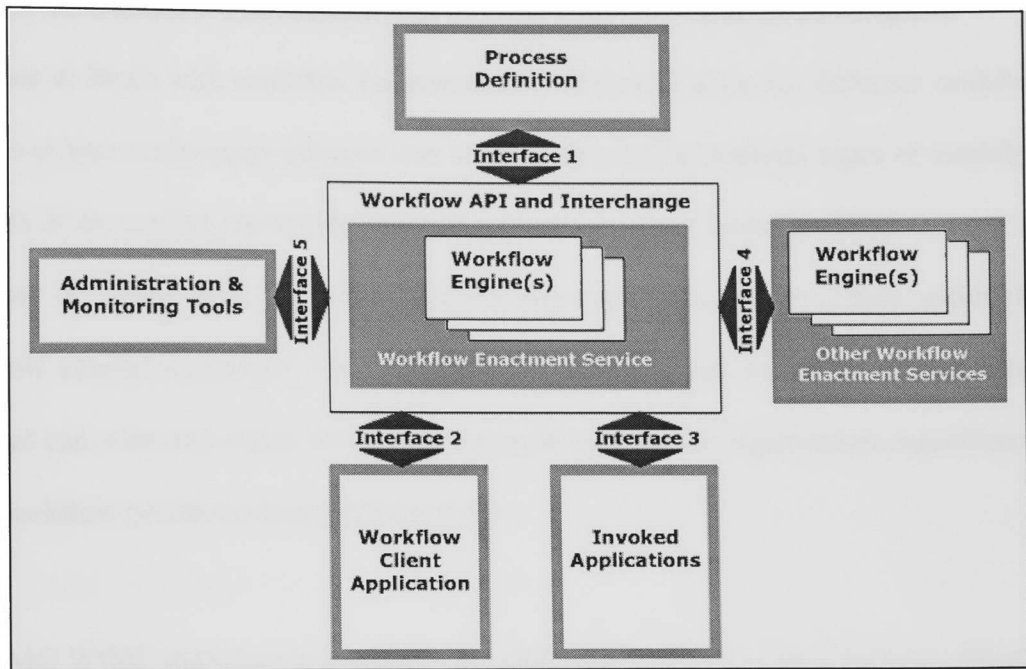 Process
Definition
Interface 1
Workflow API and Interchange
Interface 5
Administration &
Monitoring Tools
Workflow
Engine(s)
Workflow Enactment Service
Interface 4
Workflow
Engine(s)
Other Workflow
Enactment Services
Interface 2
Interface 3
Workflow
Client
Application
Invoked
Applications